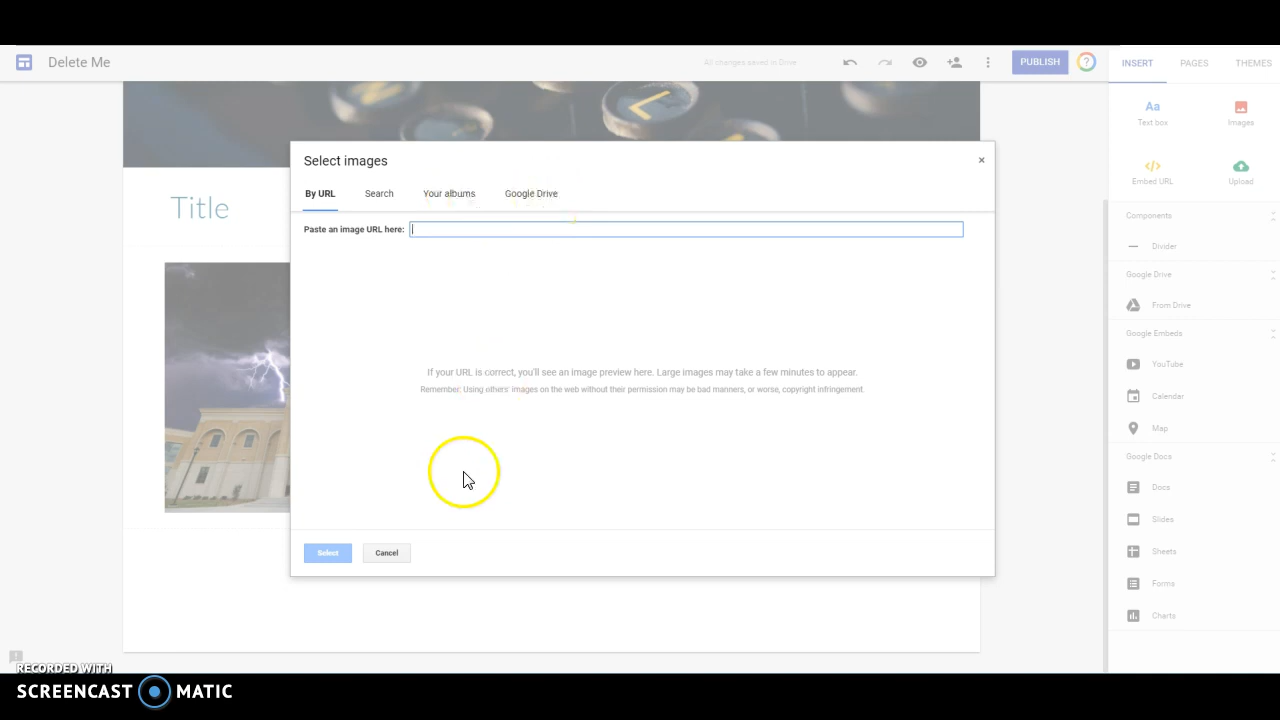 Delete Me
All changes saved in Drive
PUBLISH
INSERT
PAGES
THEMES
Aa
Text box
Images
Embed URL
Upload
Components
Divider
Google Drive
From Drive
Google Embeds
YouTube
Calendar
Map
Google Docs
Docs
Slides
Sheets
Forms
Charts
Title
L
Select images
By URL
Search
Your albums
Google Drive
Paste an image URL here:
If your URL is correct, you'll see an image preview here. Large images may take a few minutes to appear.
Remember: Using others' images on the web without their permission may be bad manners, or worse, copyright infringement
Select
Cancel
RECORDED WITH
SCREENCAST MATIC